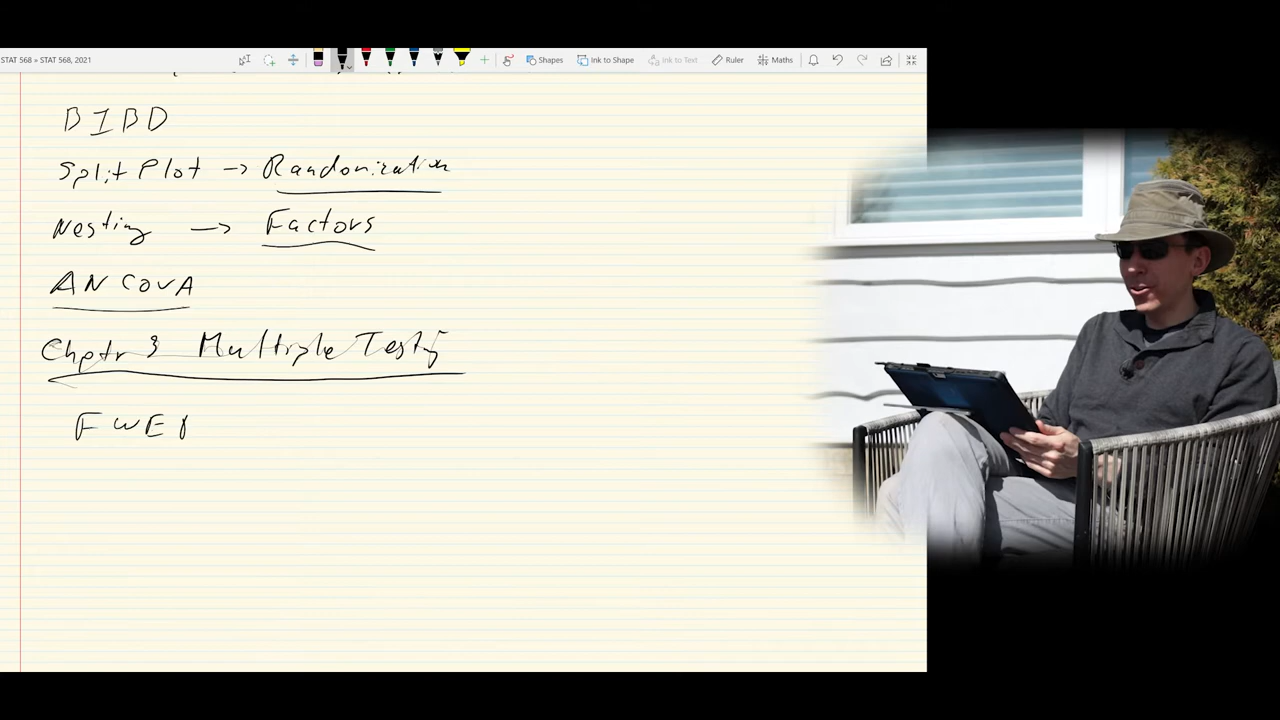 STAT 568 » STAT 568, 2021
Shapes Ink to Shape Ink to Text Ruler Maths
BIBD
Split Plot → Randomization
Nesting → Factors
ANCOVA
Chptr 3 Multiple Testing
FWER